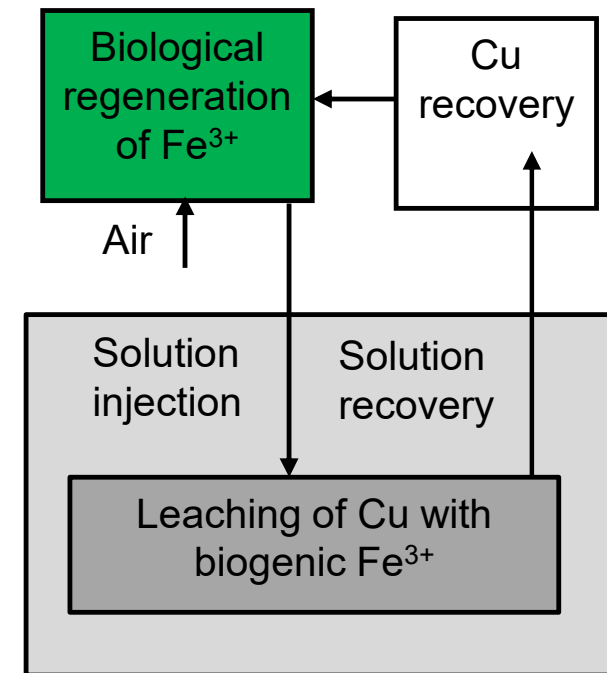 Biological
regeneration
of Fe³⁺
Cu
recovery
Air
Solution
injection
Solution
recovery
Leaching of Cu with
biogenic Fe³⁺